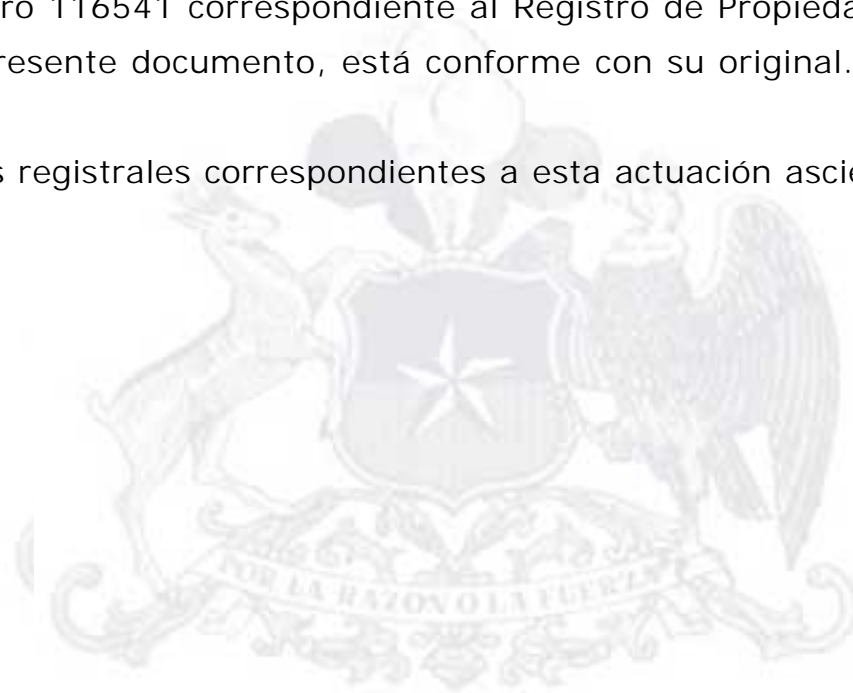 ro 116541 correspondiente al Registro de Propieda
resente documento, está conforme con su original.
s registrales correspondientes a esta actuación ascie
POR LA RAZON O LA FUERZA